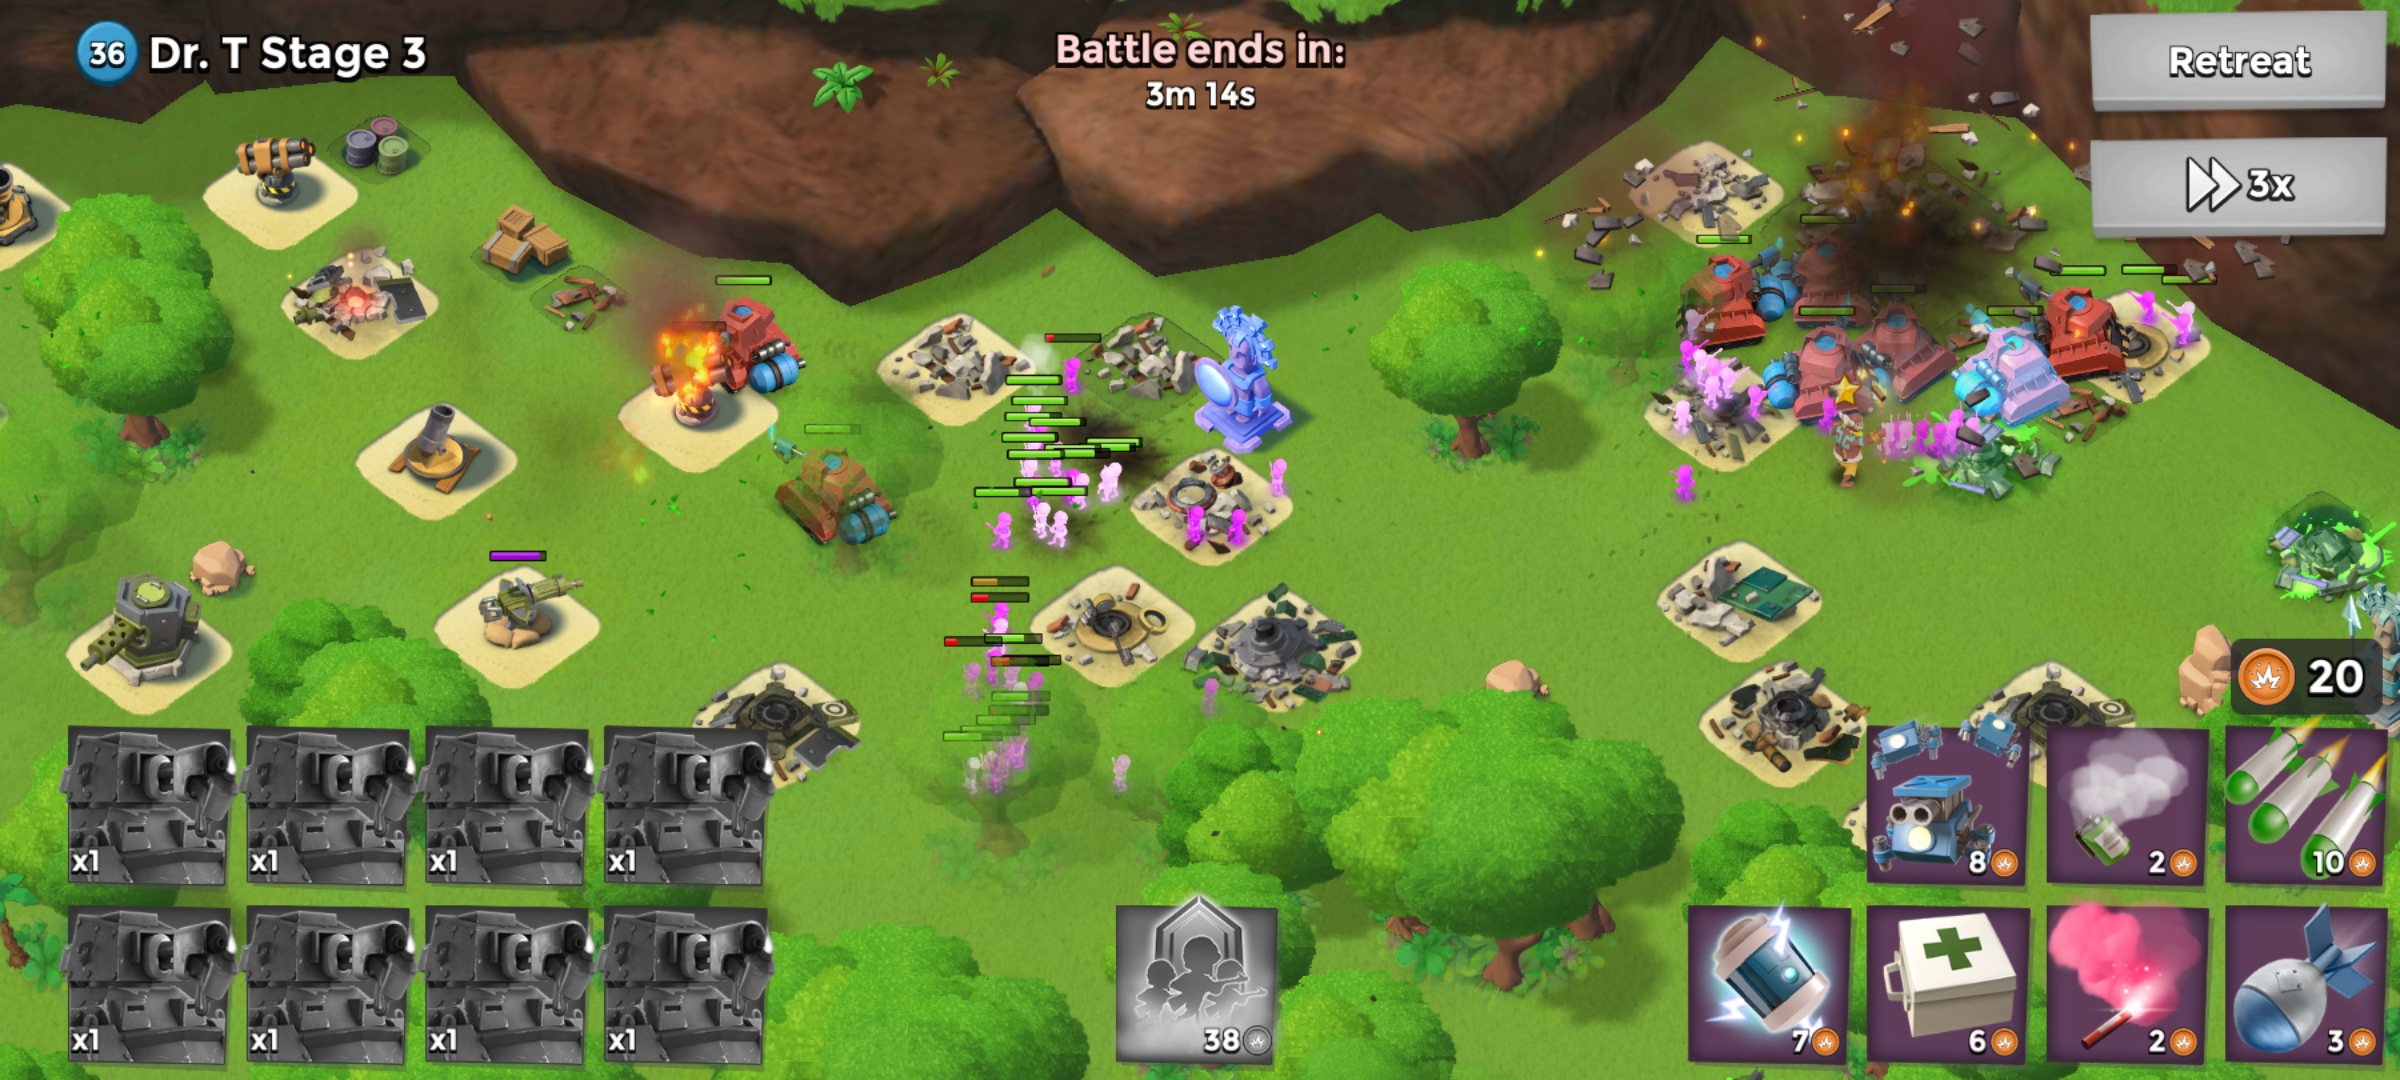 36 Dr. T Stage 3
Battle ends in:
3m 14s
Retreat
3x
20
x1 x1 x1 x1
8 2 10
x1 x1 x1 x1
38
7 6 2 3